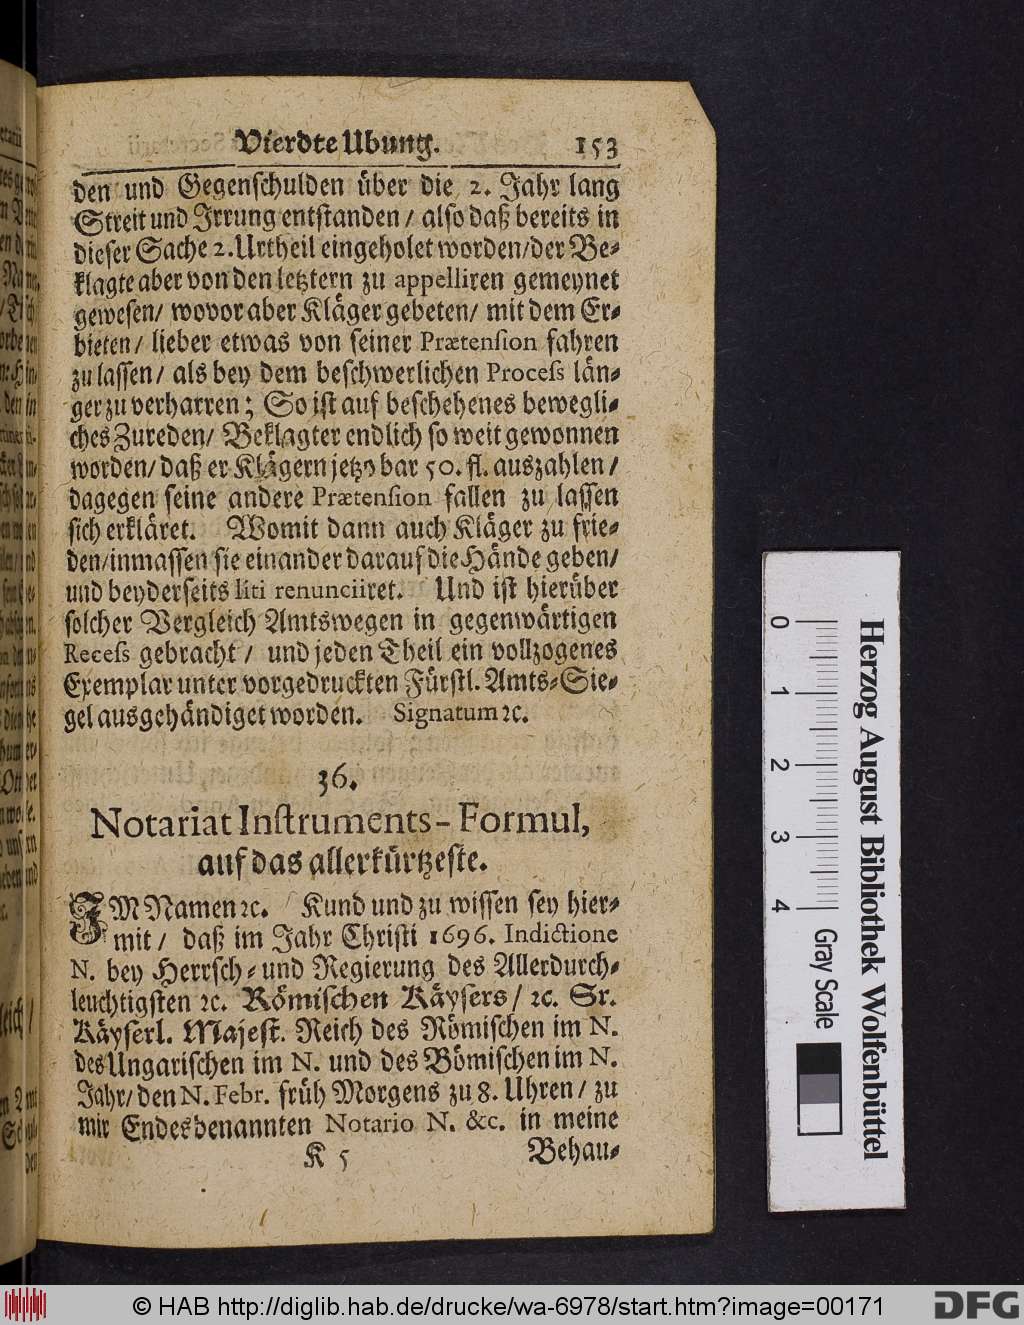 Vierdte Ubung. 153
den und Gegenschulden über die 2. Jahr lang
Streit und Irrung entstanden / also daß bereits in
dieser Sache 2. Urtheil eingeholet worden / der Be-
klagte aber von den letztern zu appelliren gemeynet
gewesen / wovor aber Kläger gebeten / mit dem Er-
bieten / lieber etwas von seiner Prætension fahren
zu lassen / als bey dem beschwerlichen Process län-
ger zu verharren; So ist auf beschehenes bewegli-
ches Zureden / Beklagter endlich so weit gewonnen
worden / daß er Klägern jetzo bar 50. fl. auszahlen /
dagegen seine andere Prætension fallen zu lassen
sich erkläret. Womit dann auch Kläger zu frie-
den / inmassen sie einander darauf die Hände geben /
und beyderseits liti renunciiret. Und ist hierüber
solcher Vergleich Amtswegen in gegenwärtigen
Recess gebracht / und jeden Theil ein vollzogenes
Exemplar unter vorgedruckten Fürstl. Amts-Sie-
gel ausgehändiget worden. Signatum ꝛc.
36.
Notariat Instruments-Formul,
auf das allerkürtzeste.
IM Namen ꝛc. Kund und zu wissen sey hier-
mit / daß im Jahr Christi 1696. Indictione
N. bey Herrsch- und Regierung des Allerdurch-
leuchtigsten ꝛc. Römischen Käysers / ꝛc. Sr.
Käyserl. Majest. Reich des Römischen im N.
des Ungarischen im N. und des Bömischen im N.
Jahr / den N. Febr. früh Morgens zu 8. Uhren / zu
mir Endesbenannten Notario N. &c. in meine
K 5 Behau-
Herzog August Bibliothek Wolfenbüttel
0 1 2 3 4
Gray Scale
© HAB http://diglib.hab.de/drucke/wa-6978/start.htm?image=00171
DFG